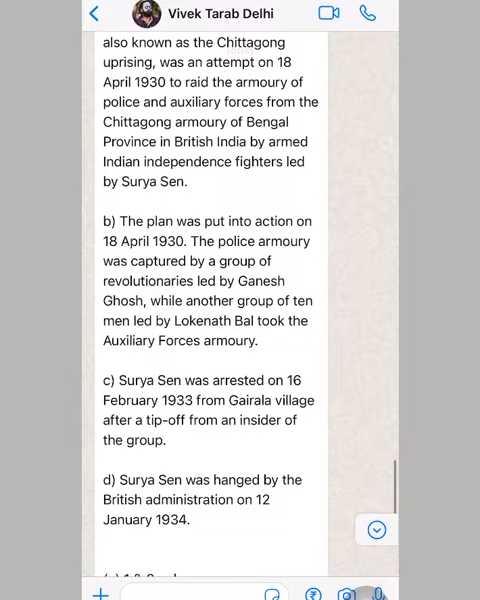 Vivek Tarab Delhi
also known as the Chittagong
uprising, was an attempt on 18
April 1930 to raid the armoury of
police and auxiliary forces from the
Chittagong armoury of Bengal
Province in British India by armed
Indian independence fighters led
by Surya Sen.
b) The plan was put into action on
18 April 1930. The police armoury
was captured by a group of
revolutionaries led by Ganesh
Ghosh, while another group of ten
men led by Lokenath Bal took the
Auxiliary Forces armoury.
c) Surya Sen was arrested on 16
February 1933 from Gairala village
after a tip-off from an insider of
the group.
d) Surya Sen was hanged by the
British administration on 12
January 1934.